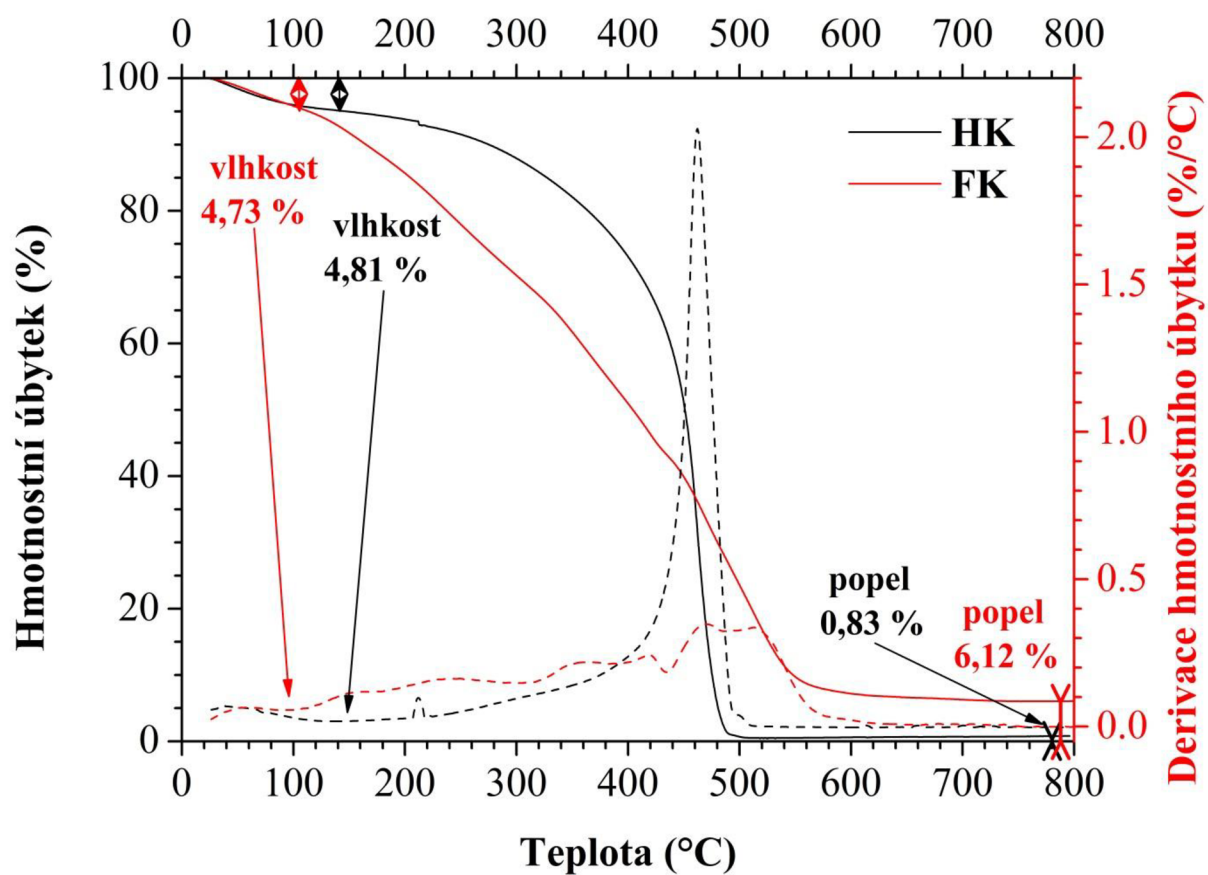 0 100 200 300 400 500 600 700 800
100
80
60
40
20
0
Hmotnostní úbytek (%)
HK
FK
vlhkost
4,73 %
vlhkost
4,81 %
popel
0,83 %
popel
6,12 %
2.0
1.5
1.0
0.5
0.0
Derivace hmotnostního úbytku (%/°C)
0 100 200 300 400 500 600 700 800
Teplota (°C)